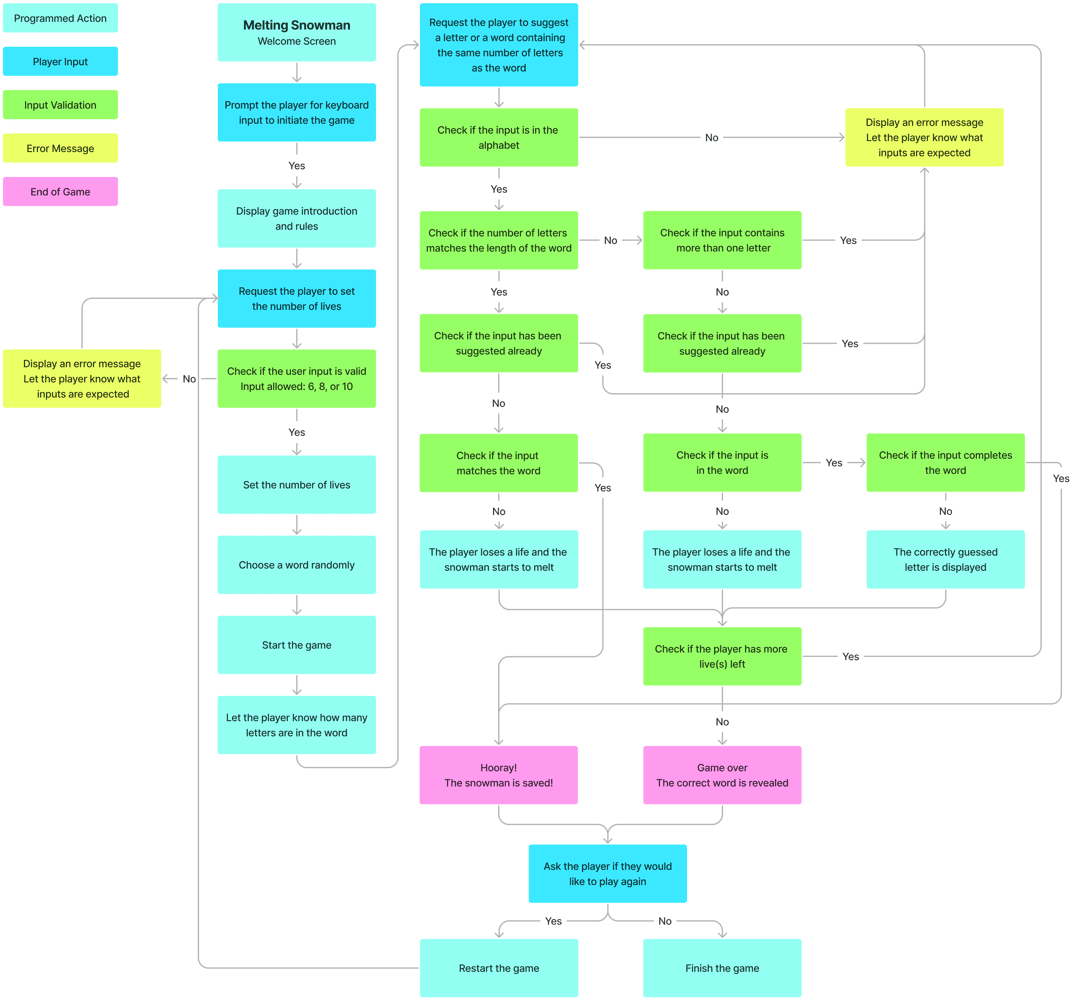 Programmed Action
Player Input
Input Validation
Error Message
End of Game
Melting Snowman
Welcome Screen
Prompt the player for keyboard
input to initiate the game
Yes
Display game introduction
and rules
Request the player to set
the number of lives
Check if the user input is valid
Input allowed: 6, 8, or 10
No
Display an error message
Let the player know what
inputs are expected
Yes
Set the number of lives
Choose a word randomly
Start the game
Let the player know how many
letters are in the word
Request the player to suggest
a letter or a word containing
the same number of letters
as the word
Check if the input is in the
alphabet
No
Display an error message
Let the player know what
inputs are expected
Yes
Check if the number of letters
matches the length of the word
No
Check if the input contains
more than one letter
Yes
Yes
No
Check if the input has been
suggested already
Yes
Check if the input has been
suggested already
Yes
No
No
Check if the input
matches the word
Yes
Check if the input is
in the word
Yes
Check if the input completes
the word
Yes
No
No
No
The player loses a life and the
snowman starts to melt
The player loses a life and the
snowman starts to melt
The correctly guessed
letter is displayed
Check if the player has more
live(s) left
Yes
No
Hooray!
The snowman is saved!
Game over
The correct word is revealed
Ask the player if they would
like to play again
Yes
No
Restart the game
Finish the game